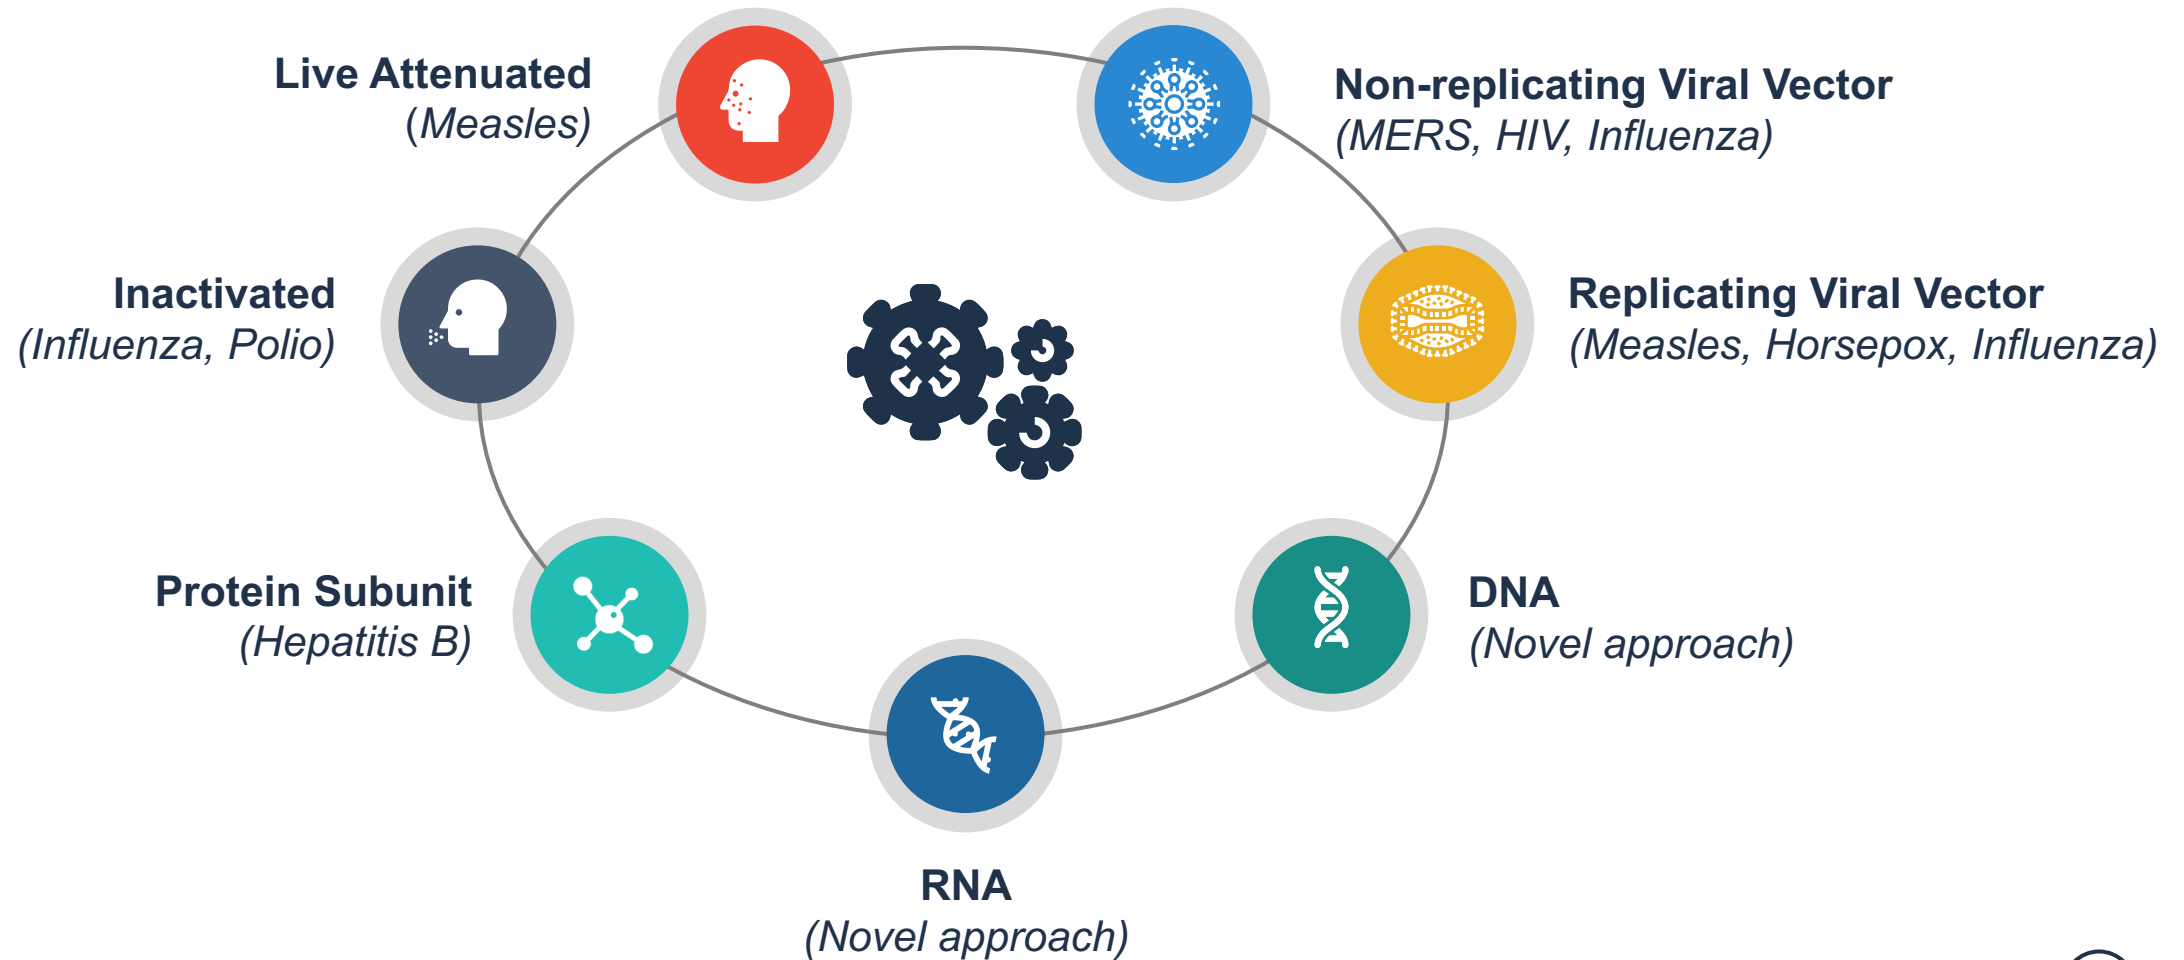 Live Attenuated
(Measles)
Non-replicating Viral Vector
(MERS, HIV, Influenza)
Inactivated
(Influenza, Polio)
Replicating Viral Vector
(Measles, Horsepox, Influenza)
Protein Subunit
(Hepatitis B)
DNA
(Novel approach)
RNA
(Novel approach)